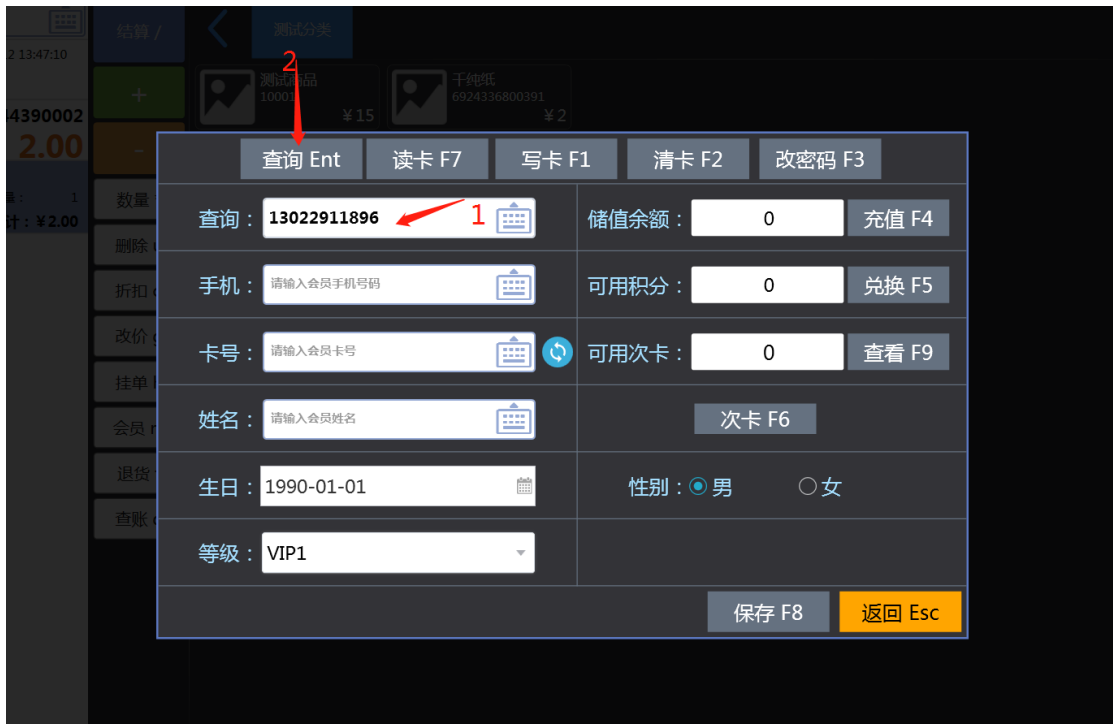 结算 /
测试分类
2 13:47:10
2
测试商品
10001
¥15
千纯纸
6924336800391
¥2
+
44390002
2.00
-
1
数量
计：¥2.00
删除
折扣
改价
挂单
会员
退货
查账
查询 Ent
读卡 F7
写卡 F1
清卡 F2
改密码 F3
查询：
13022911896
1
储值余额：
0
充值 F4
手机：
请输入会员手机号码
可用积分：
0
兑换 F5
卡号：
请输入会员卡号
可用次卡：
0
查看 F9
姓名：
请输入会员姓名
次卡 F6
生日：
1990-01-01
性别：
男
女
等级：
VIP1
保存 F8
返回 Esc